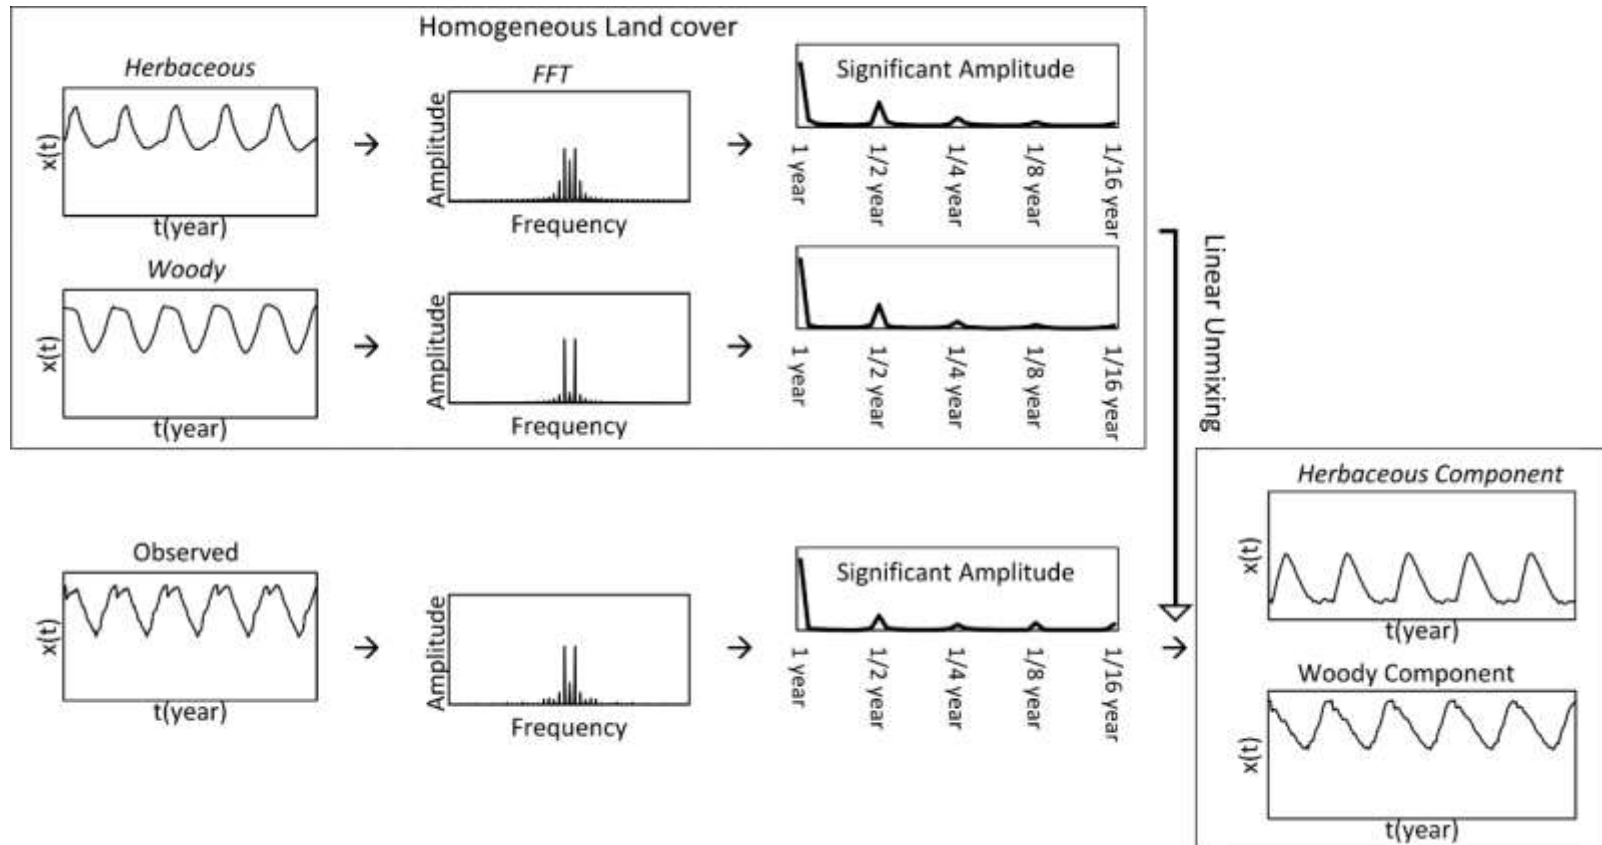 Homogeneous Land cover
Herbaceous
x(t)
t(year)
FFT
Amplitude
Frequency
Significant Amplitude
1 year
1/2 year
1/4 year
1/8 year
1/16 year
Woody
x(t)
t(year)
Amplitude
Frequency
1 year
1/2 year
1/4 year
1/8 year
1/16 year
Linear Unmixing
Observed
x(t)
t(year)
Amplitude
Frequency
Significant Amplitude
1 year
1/2 year
1/4 year
1/8 year
1/16 year
Herbaceous Component
x(t)
t(year)
Woody Component
x(t)
t(year)